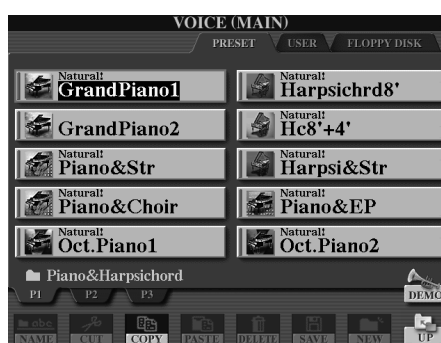 VOICE (MAIN)
PRESET USER FLOPPY DISK
Natural!
GrandPiano1
Natural!
Harpsichrd8'
GrandPiano2
Natural!
Hc8'+4'
Natural!
Piano&Str
Natural!
Harpsi&Str
Natural!
Piano&Choir
Natural!
Piano&EP
Natural!
Oct.Piano1
Natural!
Oct.Piano2
Piano&Harpsichord
P1 P2 P3
DEMO
abc
NAME CUT COPY PASTE DELETE SAVE NEW UP